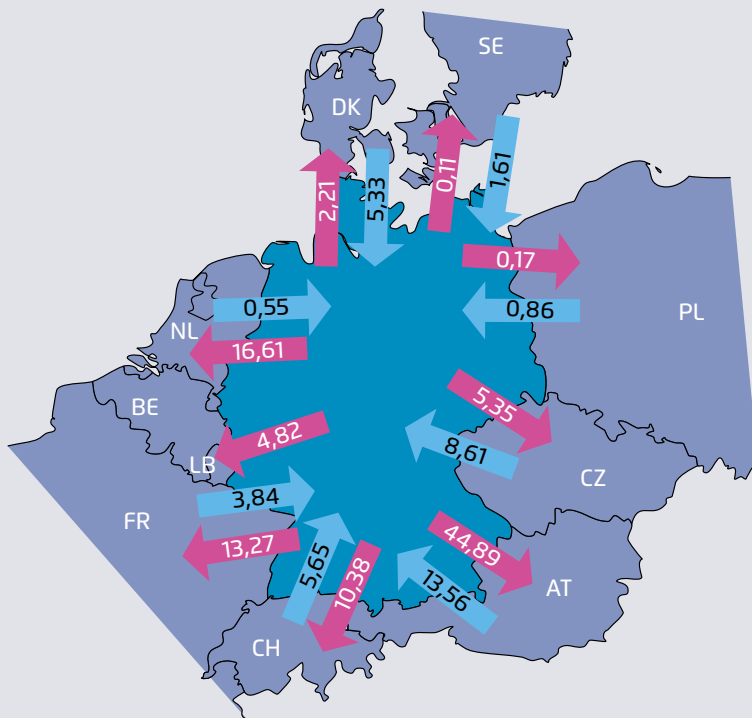 SE
DK
0,11
1,61
2,21
5,33
0,17
0,55
0,86
PL
NL
16,61
5,35
BE
4,82
8,61
LB
CZ
3,84
FR
13,27
44,89
5,65
10,38
13,56
AT
CH